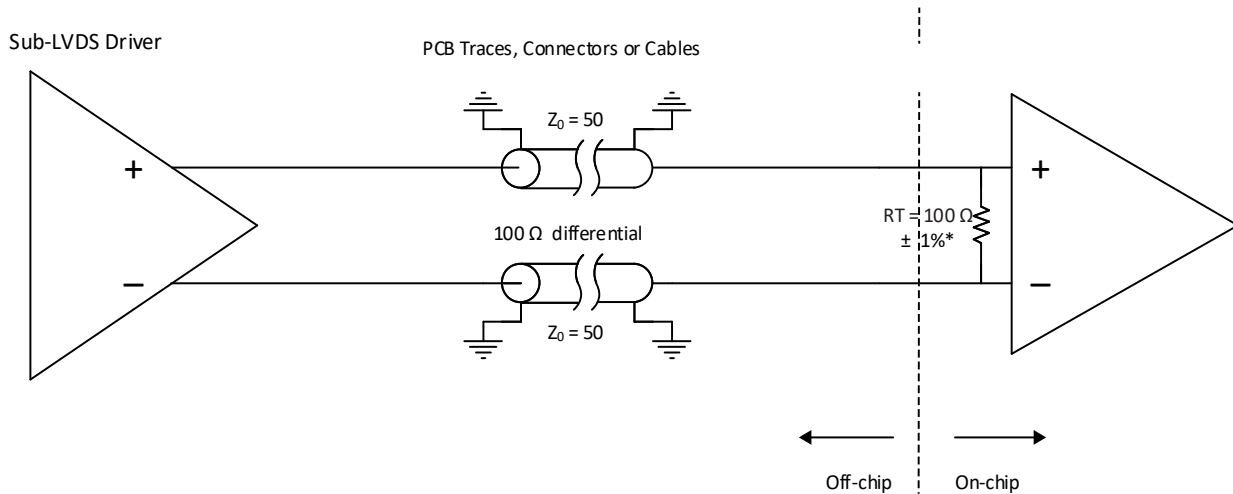 Sub-LVDS Driver
PCB Traces, Connectors or Cables
Z₀ = 50
+
+
RT = 100 Ω
± 1%*
100 Ω differential
−
−
Z₀ = 50
Off-chip
On-chip